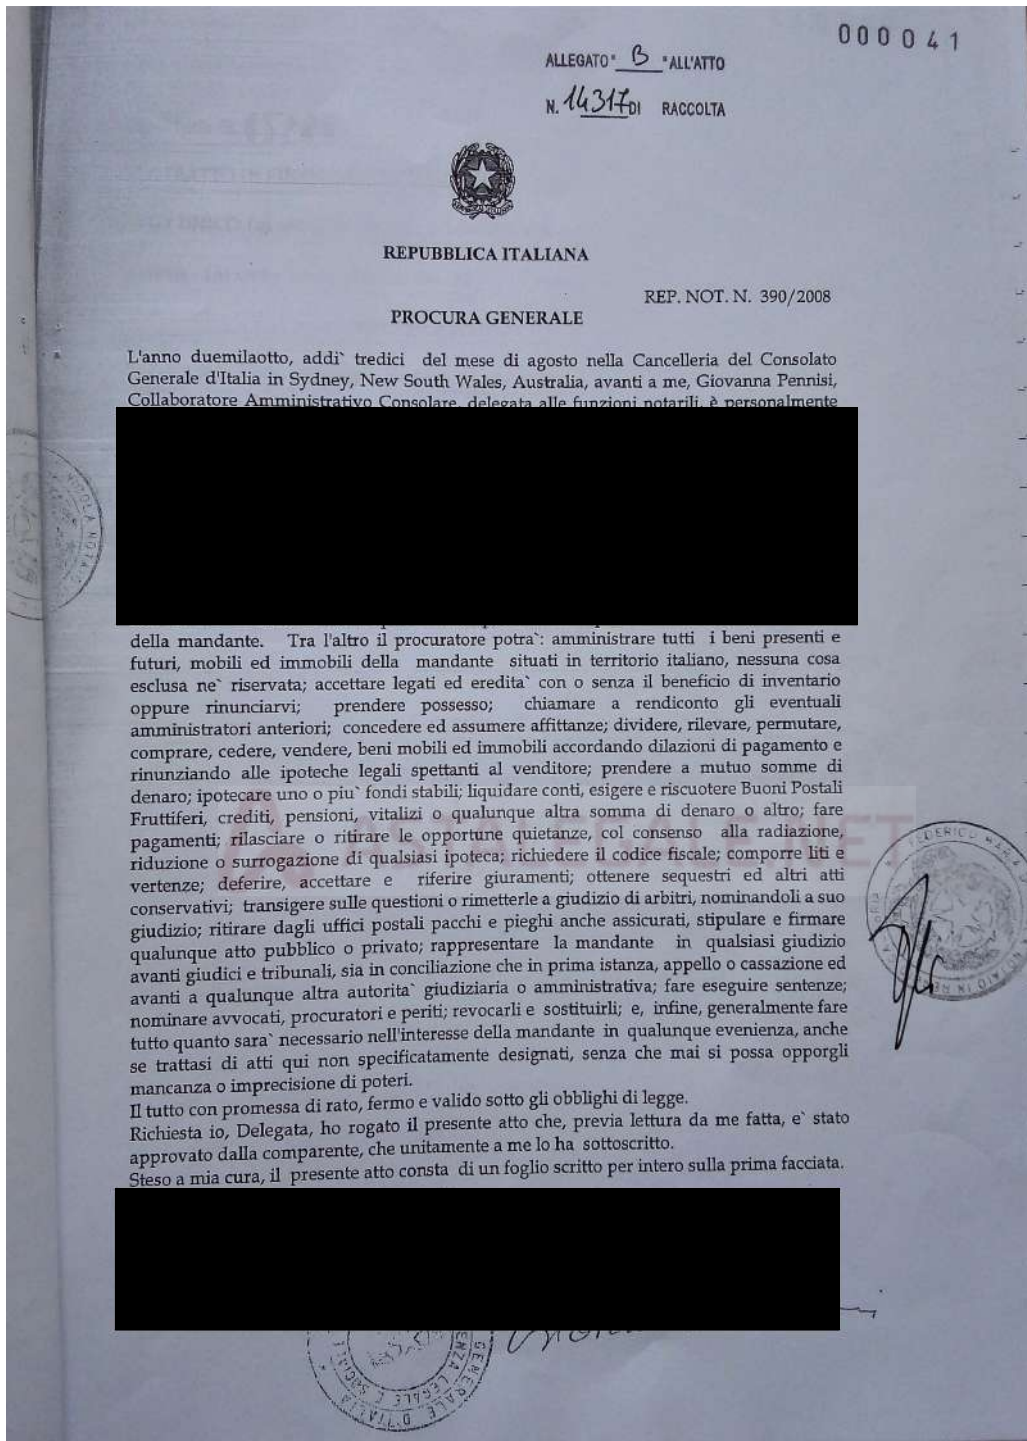 000041
ALLEGATO "B" ALL'ATTO
N. 14317 DI RACCOLTA
REPUBBLICA ITALIANA
REP. NOT. N. 390/2008
PROCURA GENERALE
L'anno duemilaotto, addi` tredici del mese di agosto nella Cancelleria del Consolato
Generale d'Italia in Sydney, New South Wales, Australia, avanti a me, Giovanna Pennisi,
Collaboratore Amministrativo Consolare, delegata alle funzioni notarili, è personalmente
della mandante. Tra l'altro il procuratore potra`: amministrare tutti i beni presenti e
futuri, mobili ed immobili della mandante situati in territorio italiano, nessuna cosa
esclusa ne` riservata; accettare legati ed eredita` con o senza il beneficio di inventario
oppure rinunciarvi; prendere possesso; chiamare a rendiconto gli eventuali
amministratori anteriori; concedere ed assumere affittanze; dividere, rilevare, permutare,
comprare, cedere, vendere, beni mobili ed immobili accordando dilazioni di pagamento e
rinunziando alle ipoteche legali spettanti al venditore; prendere a mutuo somme di
denaro; ipotecare uno o piu` fondi stabili; liquidare conti, esigere e riscuotere Buoni Postali
Fruttiferi, crediti, pensioni, vitalizi o qualunque altra somma di denaro o altro; fare
pagamenti; rilasciare o ritirare le opportune quietanze, col consenso alla radiazione,
riduzione o surrogazione di qualsiasi ipoteca; richiedere il codice fiscale; comporre liti e
vertenze; deferire, accettare e riferire giuramenti; ottenere sequestri ed altri atti
conservativi; transigere sulle questioni o rimetterle a giudizio di arbitri, nominandoli a suo
giudizio; ritirare dagli uffici postali pacchi e pieghi anche assicurati, stipulare e firmare
qualunque atto pubblico o privato; rappresentare la mandante in qualsiasi giudizio
avanti giudici e tribunali, sia in conciliazione che in prima istanza, appello o cassazione ed
avanti a qualunque altra autorita` giudiziaria o amministrativa; fare eseguire sentenze;
nominare avvocati, procuratori e periti; revocarli e sostituirli; e, infine, generalmente fare
tutto quanto sara` necessario nell'interesse della mandante in qualunque evenienza, anche
se trattasi di atti qui non specificatamente designati, senza che mai si possa opporgli
mancanza o imprecisione di poteri.
Il tutto con promessa di rato, fermo e valido sotto gli obblighi di legge.
Richiesta io, Delegata, ho rogato il presente atto che, previa lettura da me fatta, e` stato
approvato dalla comparente, che unitamente a me lo ha sottoscritto.
Steso a mia cura, il presente atto consta di un foglio scritto per intero sulla prima facciata.
FEDERICO MARIA
NICOLA NOTAIO
GENERALE D'ITALIA